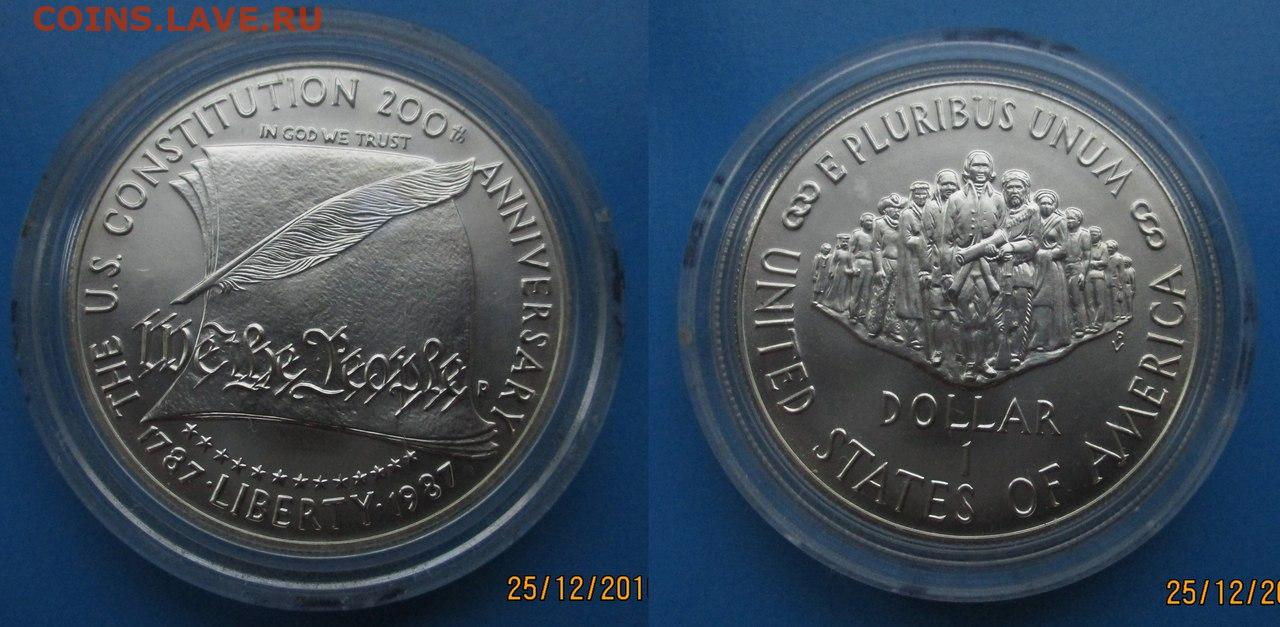 COINS.LAVE.RU
THE U.S. CONSTITUTION 200th ANNIVERSARY
IN GOD WE TRUST
We the People
P
1787 · LIBERTY · 1987
25/12/201
E PLURIBUS UNUM
UNITED STATES OF AMERICA
DOLLAR
1
25/12/20